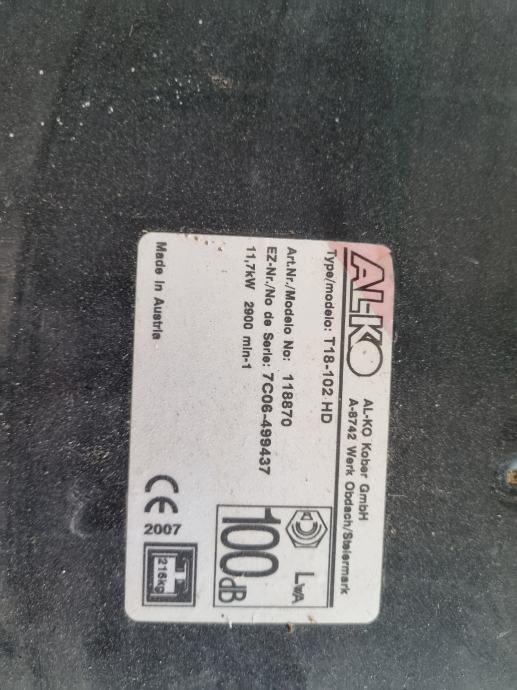 AL-KO
AL-KO Kober GmbH
A-8742 Werk Obdach/Steiermark
Type/modelo: T18-102 HD
Art.Nr./Modelo No: 118870
EZ-Nr./No de Serie: 7C06-499437
11,7kW 2900 min-1
LWA
100dB
Made in Austria
CE 2007
216kg